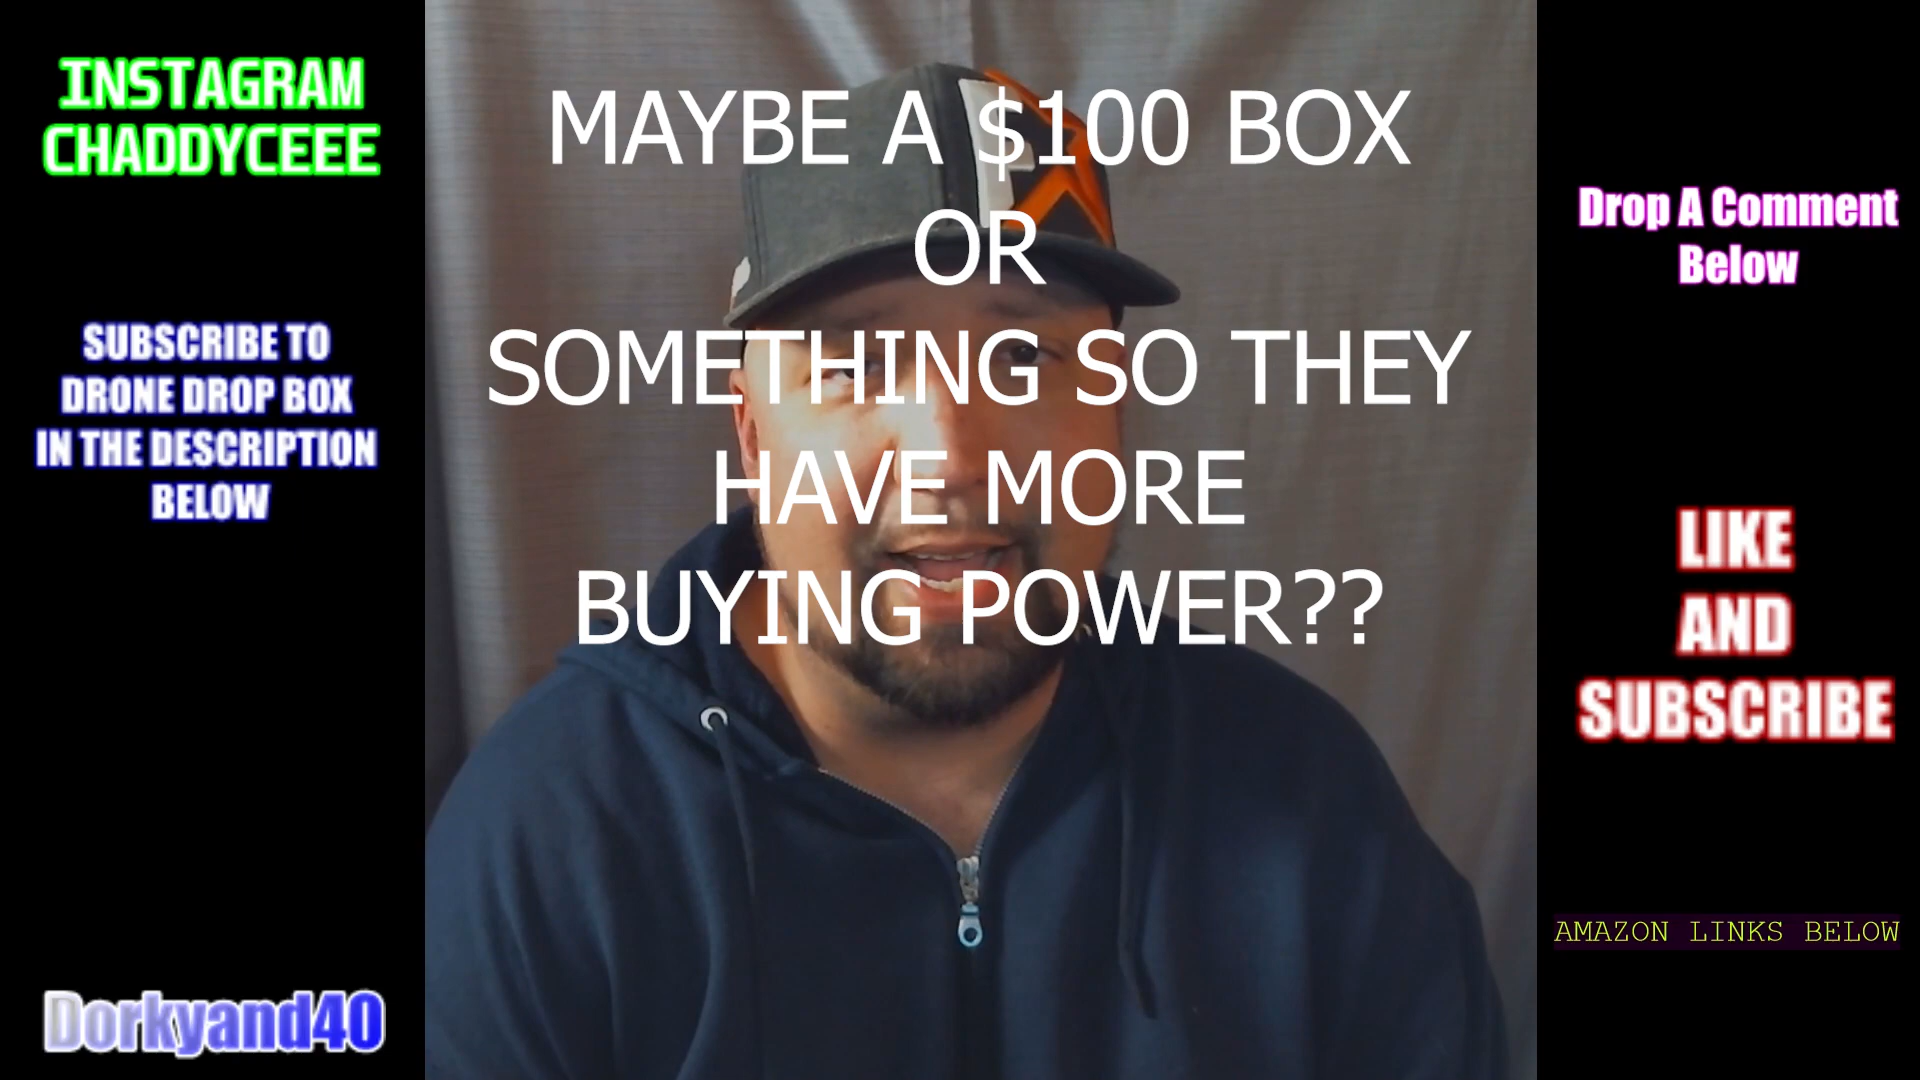 INSTAGRAM
CHADDYCEEE
SUBSCRIBE TO
DRONE DROP BOX
IN THE DESCRIPTION
BELOW
Dorkyand40
MAYBE A $100 BOX
OR
SOMETHING SO THEY
HAVE MORE
BUYING POWER??
Drop A Comment
Below
LIKE
AND
SUBSCRIBE
AMAZON LINKS BELOW